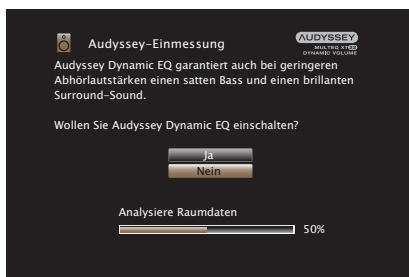 Audyssey-Einmessung
AUDYSSEY
MULTEQ XT32
DYNAMIC VOLUME
Audyssey Dynamic EQ garantiert auch bei geringeren
Abhörlautstärken einen satten Bass und einen brillanten
Surround-Sound.
Wollen Sie Audyssey Dynamic EQ einschalten?
Ja
Nein
Analysiere Raumdaten
50%